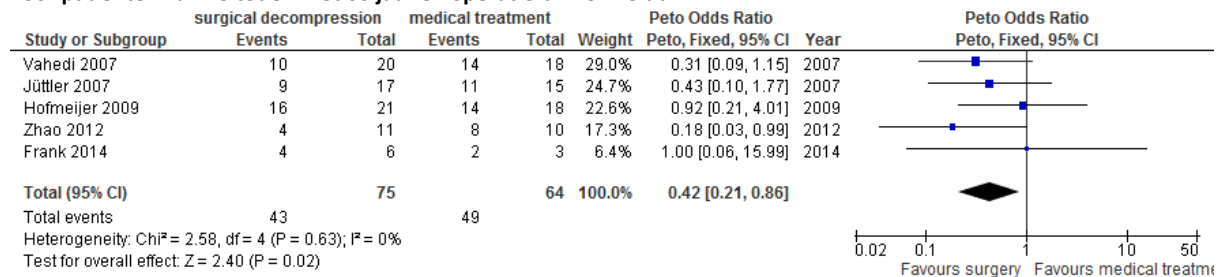 surgical decompression medical treatment Peto Odds Ratio Peto Odds Ratio
Study or Subgroup Events Total Events Total Weight Peto, Fixed, 95% CI Year Peto, Fixed, 95% CI
Vahedi 2007 10 20 14 18 29.0% 0.31 [0.09, 1.15] 2007
Jüttler 2007 9 17 11 15 24.7% 0.43 [0.10, 1.77] 2007
Hofmeijer 2009 16 21 14 18 22.6% 0.92 [0.21, 4.01] 2009
Zhao 2012 4 11 8 10 17.3% 0.18 [0.03, 0.99] 2012
Frank 2014 4 6 2 3 6.4% 1.00 [0.06, 15.99] 2014
Total (95% CI) 75 64 100.0% 0.42 [0.21, 0.86]
Total events 43 49
Heterogeneity: Chi² = 2.58, df = 4 (P = 0.63); I² = 0%
Test for overall effect: Z = 2.40 (P = 0.02)
0.02 0.1 1 10 50
Favours surgery Favours medical treatme